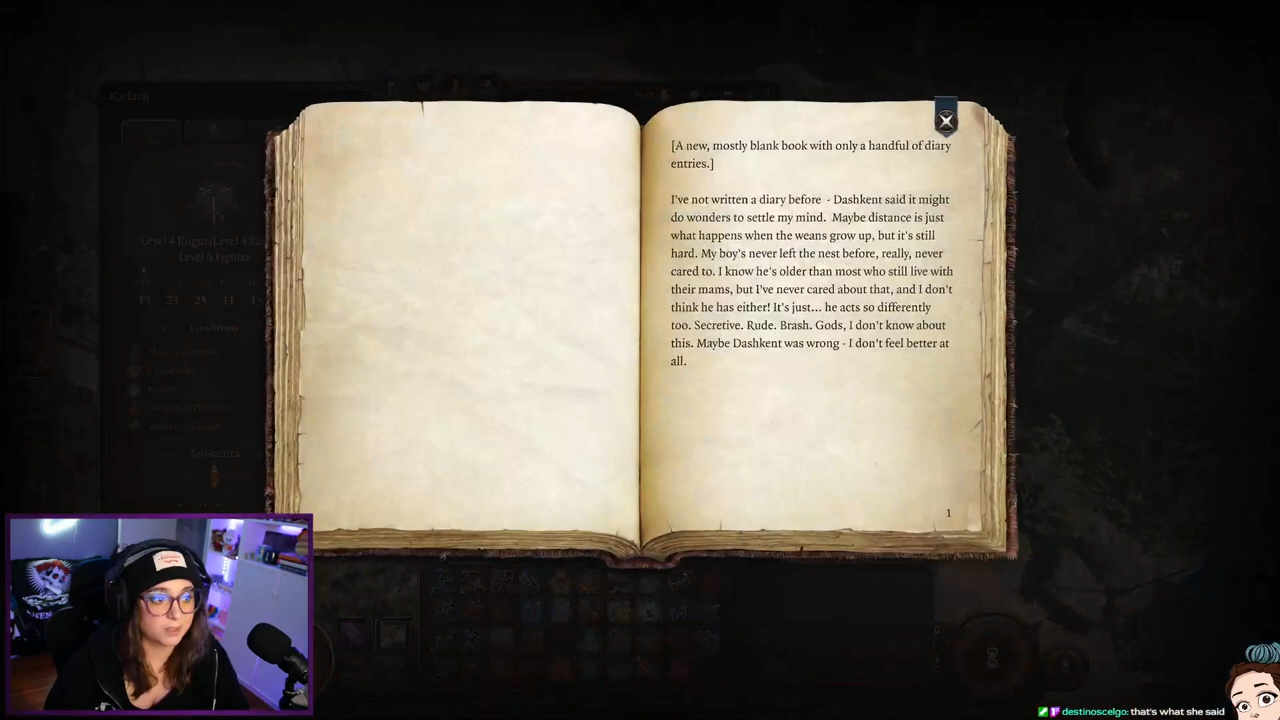 Karlach
[A new, mostly blank book with only a handful of diary
entries.]
I've not written a diary before - Dashkent said it might
do wonders to settle my mind. Maybe distance is just
what happens when the weans grow up, but it's still
hard. My boy's never left the nest before, really, never
cared to. I know he's older than most who still live with
their mams, but I've never cared about that, and I don't
think he has either! It's just... he acts so differently
too. Secretive. Rude. Brash. Gods, I don't know about
this. Maybe Dashkent was wrong - I don't feel better at
all.
1
destinoscelgo: that's what she said